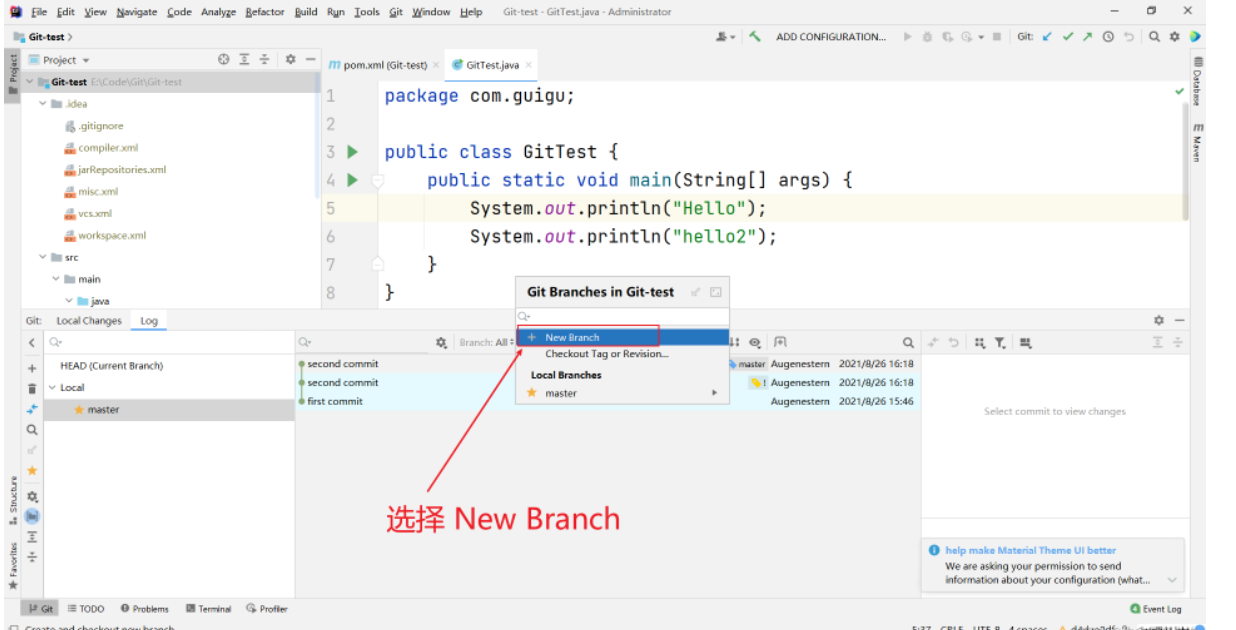 File Edit View Navigate Code Analyze Refactor Build Run Tools Git Window Help Git-test - GitTest.java - Administrator
Git-test
ADD CONFIGURATION...
Git:
Project
Project
m pom.xml (Git-test)
GitTest.java
Git-test E:\Code\Git\Git-test
.idea
.gitignore
compiler.xml
jarRepositories.xml
misc.xml
vcs.xml
workspace.xml
src
main
java
1 package com.guigu;
2
3 public class GitTest {
4 public static void main(String[] args) {
5 System.out.println("Hello");
6 System.out.println("hello2");
7 }
8 }
Database
m Maven
Git Branches in Git-test
New Branch
Checkout Tag or Revision...
Local Branches
master
Git: Local Changes Log
Branch: All
HEAD (Current Branch)
Local
master
second commit master Augenestern 2021/8/26 16:18
second commit ! Augenestern 2021/8/26 16:18
first commit Augenestern 2021/8/26 15:46
Select commit to view changes
选择 New Branch
Structure
Favorites
help make Material Theme UI better
We are asking your permission to send
information about your configuration (what...
Git TODO Problems Terminal Profiler
4 Event Log
Create and checkout new branch
5:37 CRLF UTF-8 4 spaces